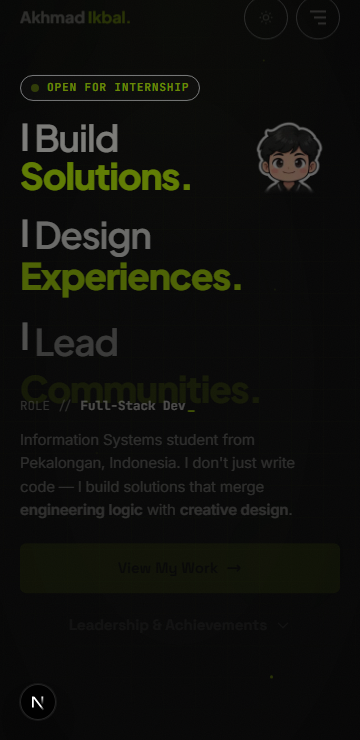 Akhmad Ikbal.
OPEN FOR INTERNSHIP
I Build
Solutions.
I Design
Experiences.
I Lead
Communities.
ROLE // Full-Stack Dev_
Information Systems student from
Pekalongan, Indonesia. I don't just write
code — I build solutions that merge
engineering logic with creative design.
View My Work →
Leadership & Achievements
N